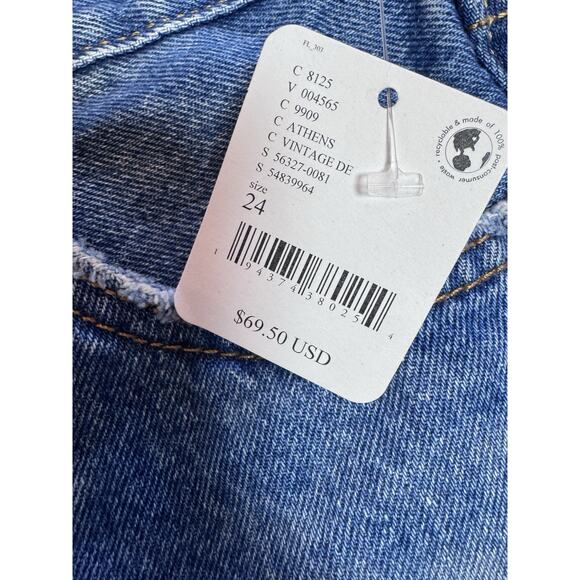 FL_301
C 8125
V 004565
C 9909
C ATHENS
C VINTAGE DE
S 56327-0081
S 54839964
size
24
1 94374 38025 4
$69.50 USD
recyclable & made of 100% post-consumer waste •